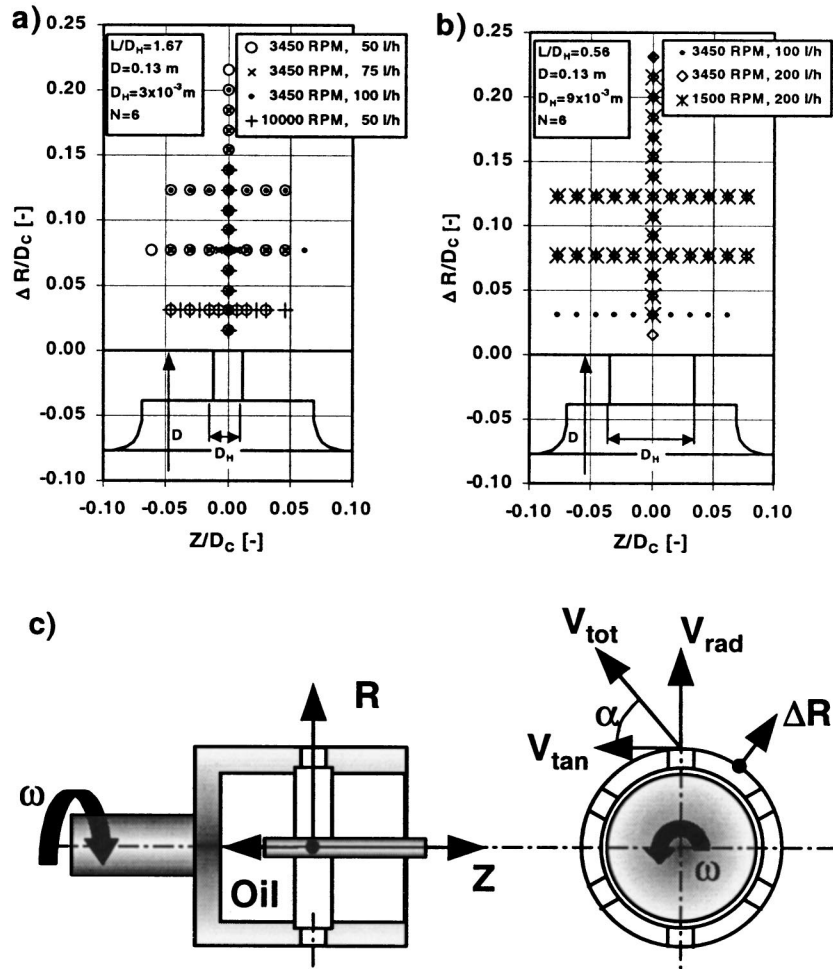 a)
0.25
0.20
0.15
0.10
0.05
0.00
-0.05
-0.10
Δ R/D_C [-]
L/D_H=1.67
D=0.13 m
D_H=3x10^-3 m
N=6
○ 3450 RPM, 50 l/h
× 3450 RPM, 75 l/h
• 3450 RPM, 100 l/h
+ 10000 RPM, 50 l/h
D
D_H
-0.10 -0.05 0.00 0.05 0.10
Z/D_C [-]
b)
0.25
0.20
0.15
0.10
0.05
0.00
-0.05
-0.10
Δ R/D_C [-]
L/D_H=0.56
D=0.13 m
D_H=9x10^-3 m
N=6
• 3450 RPM, 100 l/h
◇ 3450 RPM, 200 l/h
ж 1500 RPM, 200 l/h
D
D_H
-0.10 -0.05 0.00 0.05 0.10
Z/D_C [-]
c)
R
ω
Oil
Z
V_tot
V_rad
α
V_tan
ΔR
ω